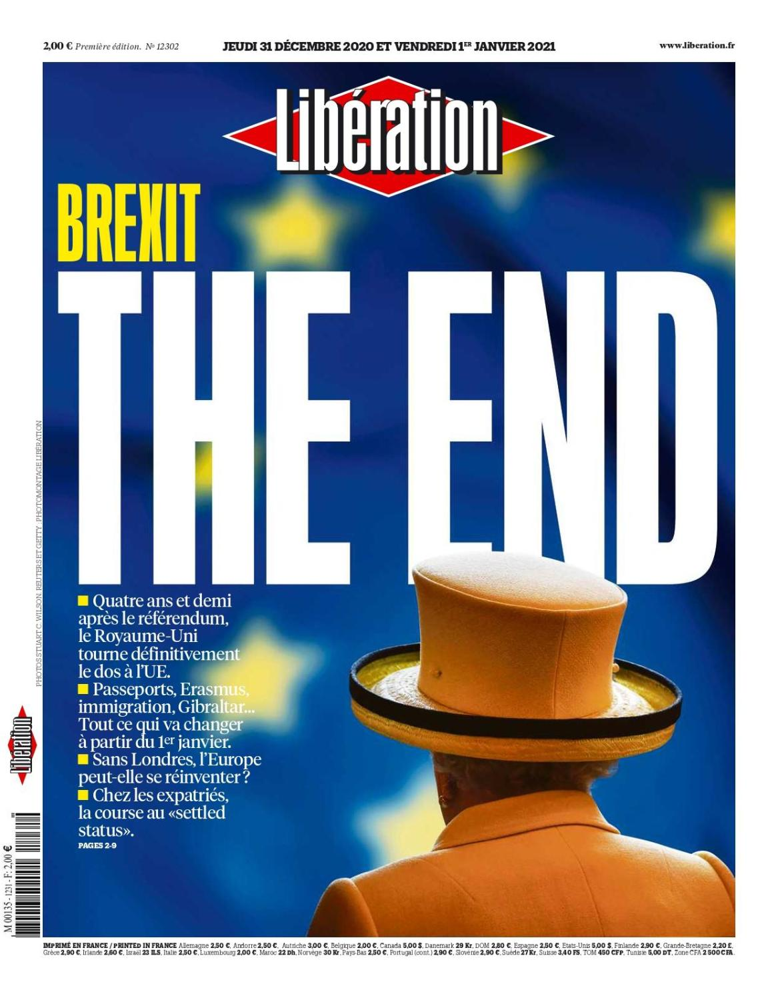 2,00 € Première édition. No 12302
JEUDI 31 DÉCEMBRE 2020 ET VENDREDI 1ER JANVIER 2021
www.liberation.fr
Libération
BREXIT
THE END
■ Quatre ans et demi
après le référendum,
le Royaume-Uni
tourne définitivement
le dos à l'UE.
■ Passeports, Erasmus,
immigration, Gibraltar...
Tout ce qui va changer
à partir du 1er janvier.
■ Sans Londres, l'Europe
peut-elle se réinventer ?
■ Chez les expatriés,
la course au «settled
status».
PAGES 2-9
PHOTOS STUART C. WILSON. REUTERS ET GETTY . PHOTOMONTAGE LIBÉRATION
Libération
M 00135 - 1231 - F: 2,00 €
IMPRIMÉ EN FRANCE / PRINTED IN FRANCE Allemagne 2,50 €, Andorre 2,50 €, Autriche 3,00 €, Belgique 2,00 €, Canada 5,00 $, Danemark 29 Kr, DOM 2,80 €, Espagne 2,50 €, Etats-Unis 5,00 $, Finlande 2,90 €, Grande-Bretagne 2,20 £,
Grèce 2,90 €, Irlande 2,60 €, Israël 23 ILS, Italie 2,50 €, Luxembourg 2,00 €, Maroc 22 Dh, Norvège 30 Kr, Pays-Bas 2,50 €, Portugal (cont.) 2,90 €, Slovénie 2,90 €, Suède 27 Kr, Suisse 3,40 FS, TOM 450 CFP, Tunisie 5,00 DT, Zone CFA 2 500 CFA.